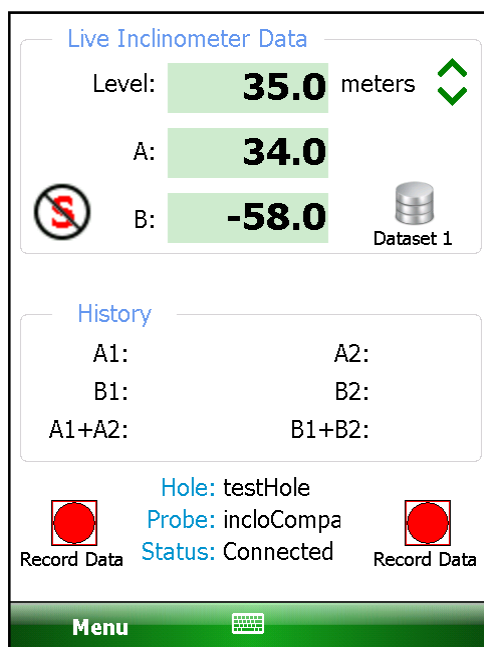 Live Inclinometer Data
Level: 35.0 meters
A: 34.0
S
B: -58.0
Dataset 1
History
A1: A2:
B1: B2:
A1+A2: B1+B2:
Hole: testHole
Probe: incloCompa
Status: Connected
Record Data Record Data
Menu